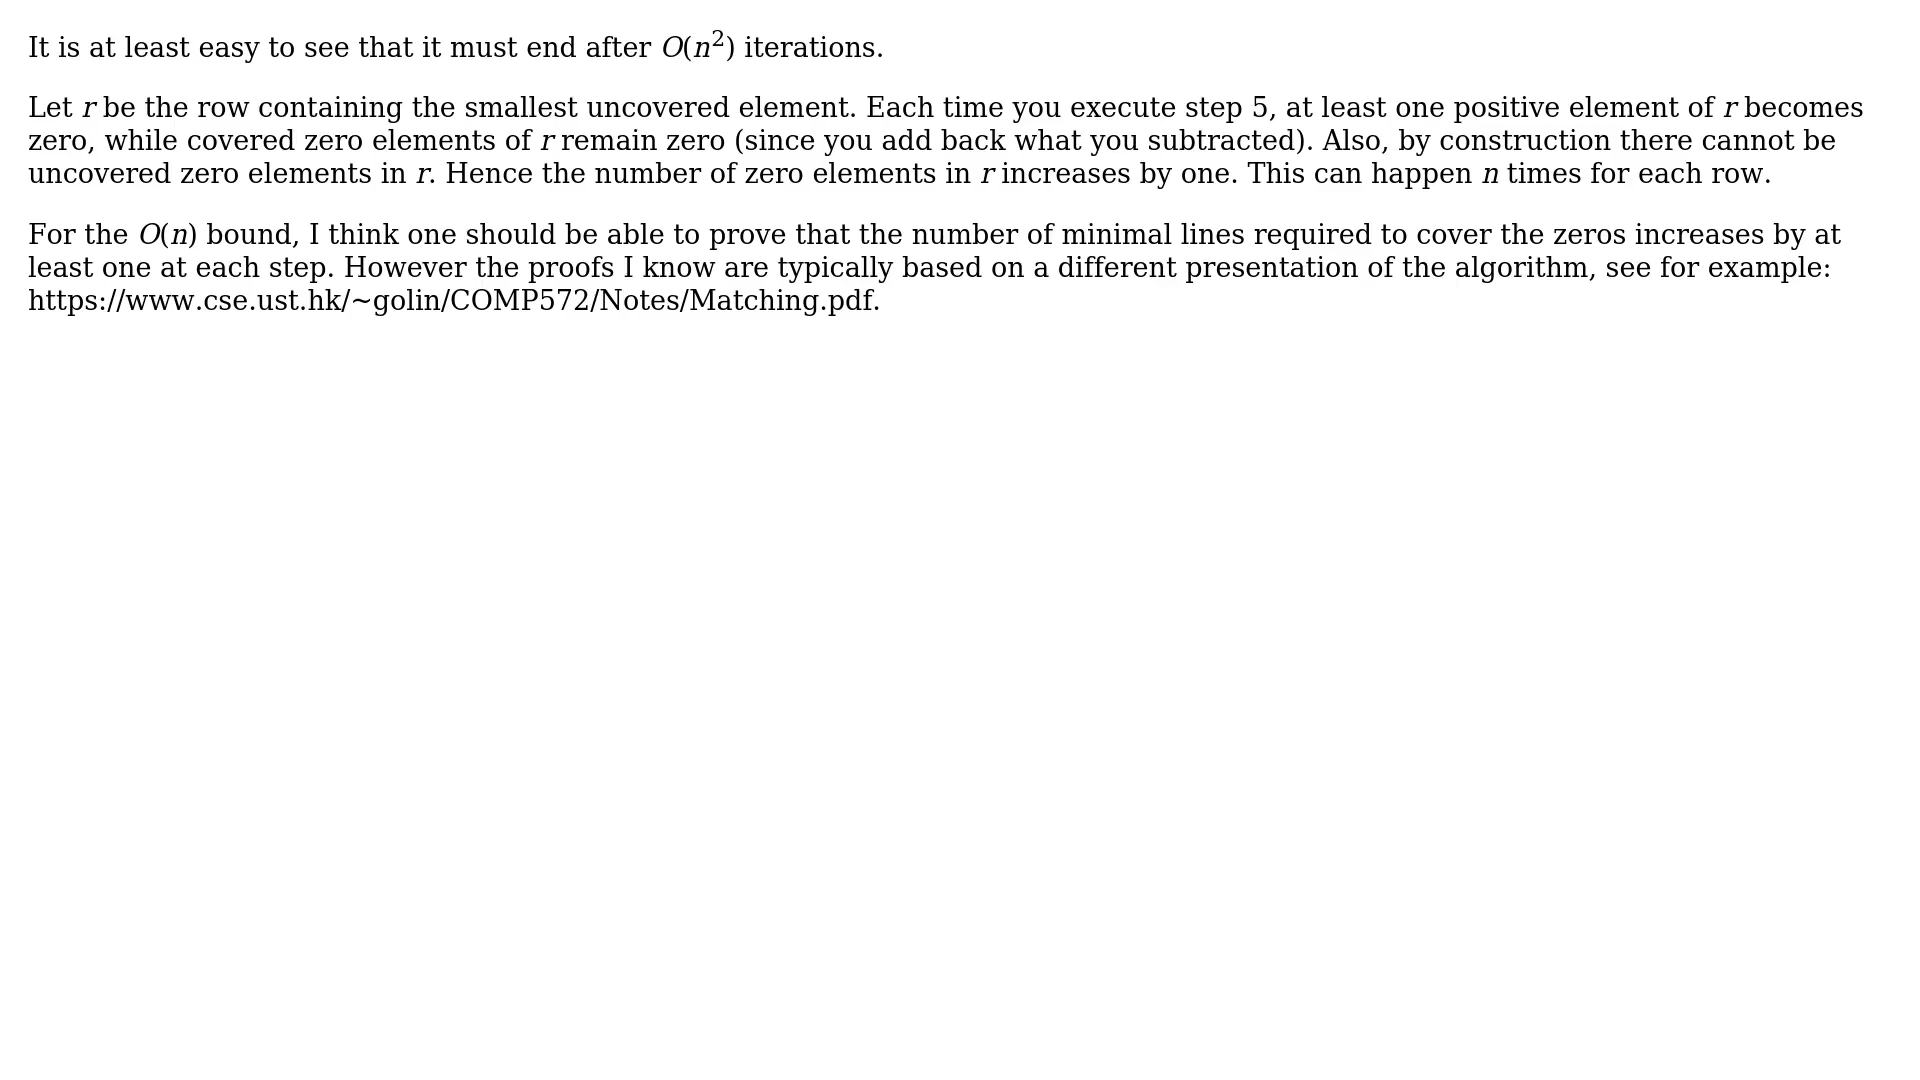 It is at least easy to see that it must end after O(n²) iterations.
Let r be the row containing the smallest uncovered element. Each time you execute step 5, at least one positive element of r becomes
zero, while covered zero elements of r remain zero (since you add back what you subtracted). Also, by construction there cannot be
uncovered zero elements in r. Hence the number of zero elements in r increases by one. This can happen n times for each row.
For the O(n) bound, I think one should be able to prove that the number of minimal lines required to cover the zeros increases by at
least one at each step. However the proofs I know are typically based on a different presentation of the algorithm, see for example:
https://www.cse.ust.hk/~golin/COMP572/Notes/Matching.pdf.